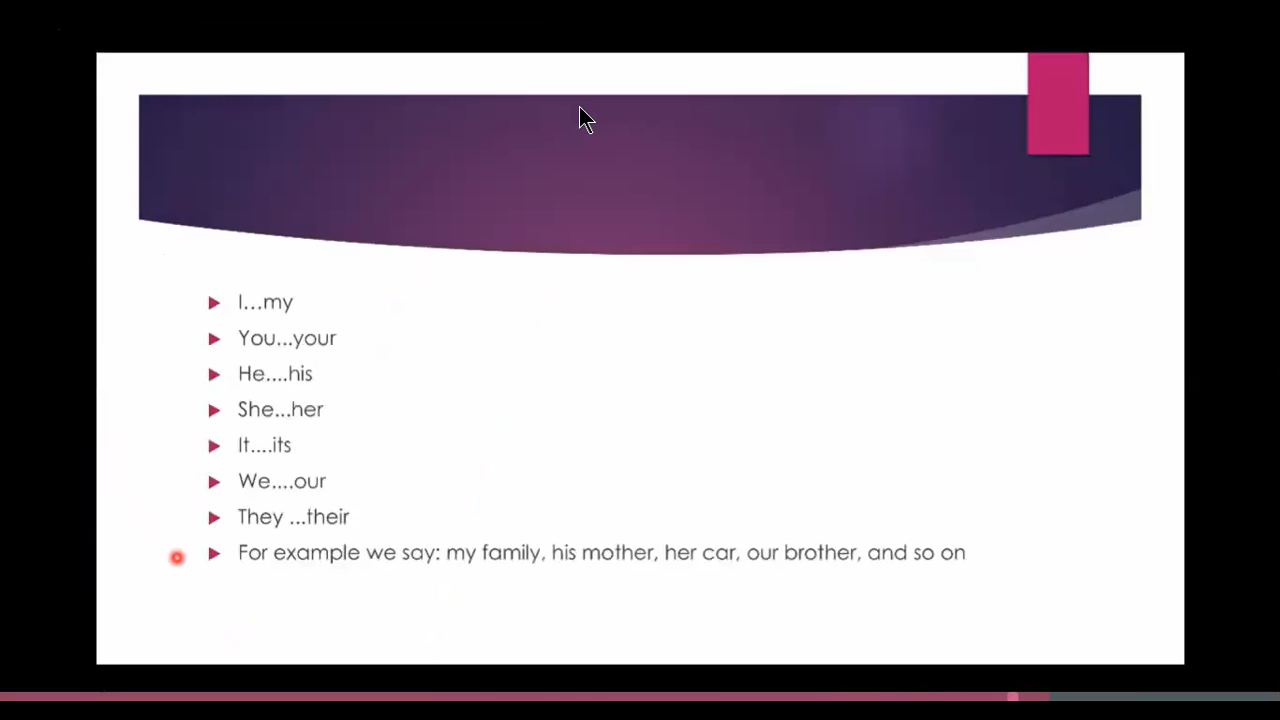 I...my
You...your
He....his
She...her
It....its
We....our
They ...their
For example we say: my family, his mother, her car, our brother, and so on